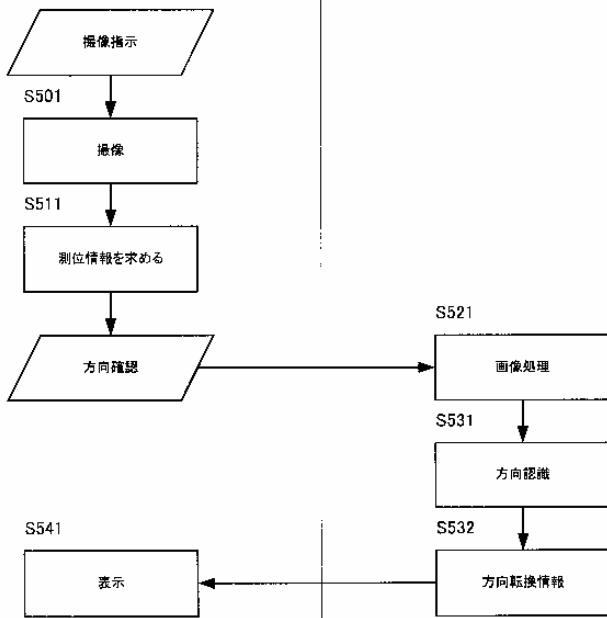 撮像指示
S501
撮像
S511
測位情報を求める
方向確認
S521
画像処理
S531
方向認識
S532
方向転換情報
S541
表示